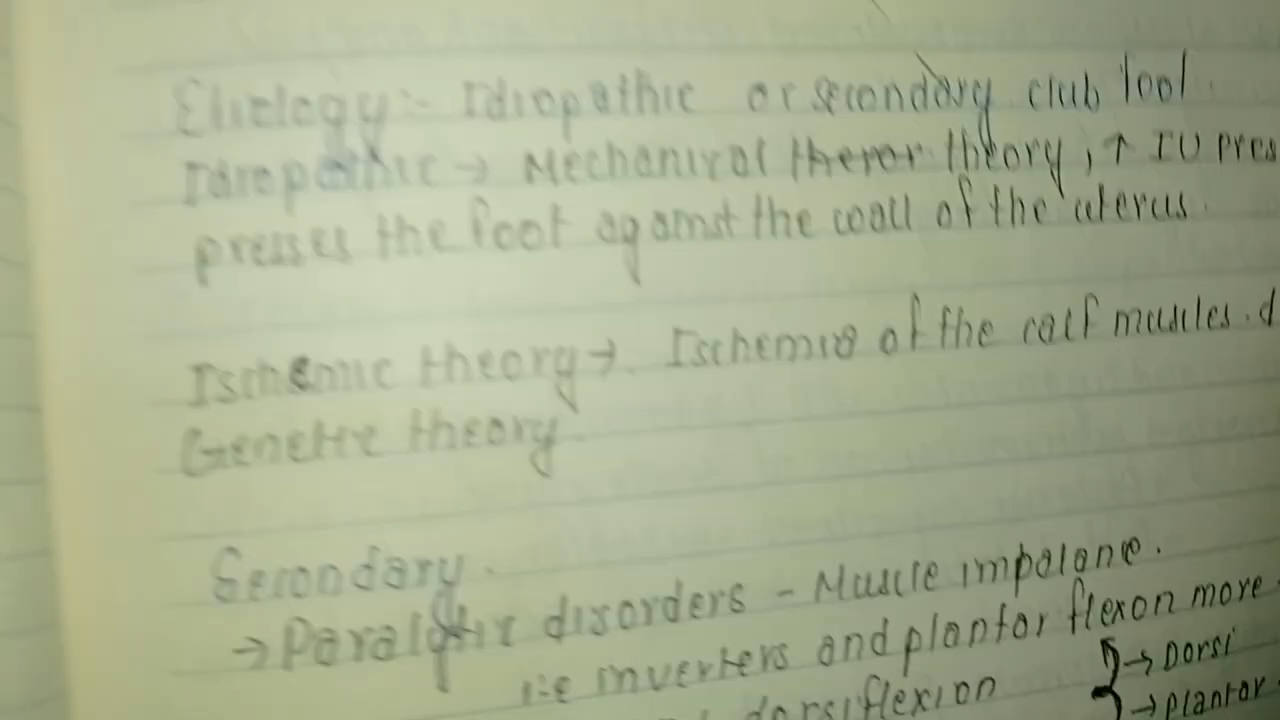 Etiology:- Idiopathic or secondary club foot.
Idiopathic → Mechanical theror theory, ↑ IU pres
presses the foot against the wall of the uterus.
Ischemic theory → Ischemia of the calf muscles. d
Genetic theory.
Secondary.
→ Paralytic disorders - Muscle imbalance.
i.e inverters and plantar flexon more
dorsiflexion
→ Dorsi
→ plantar